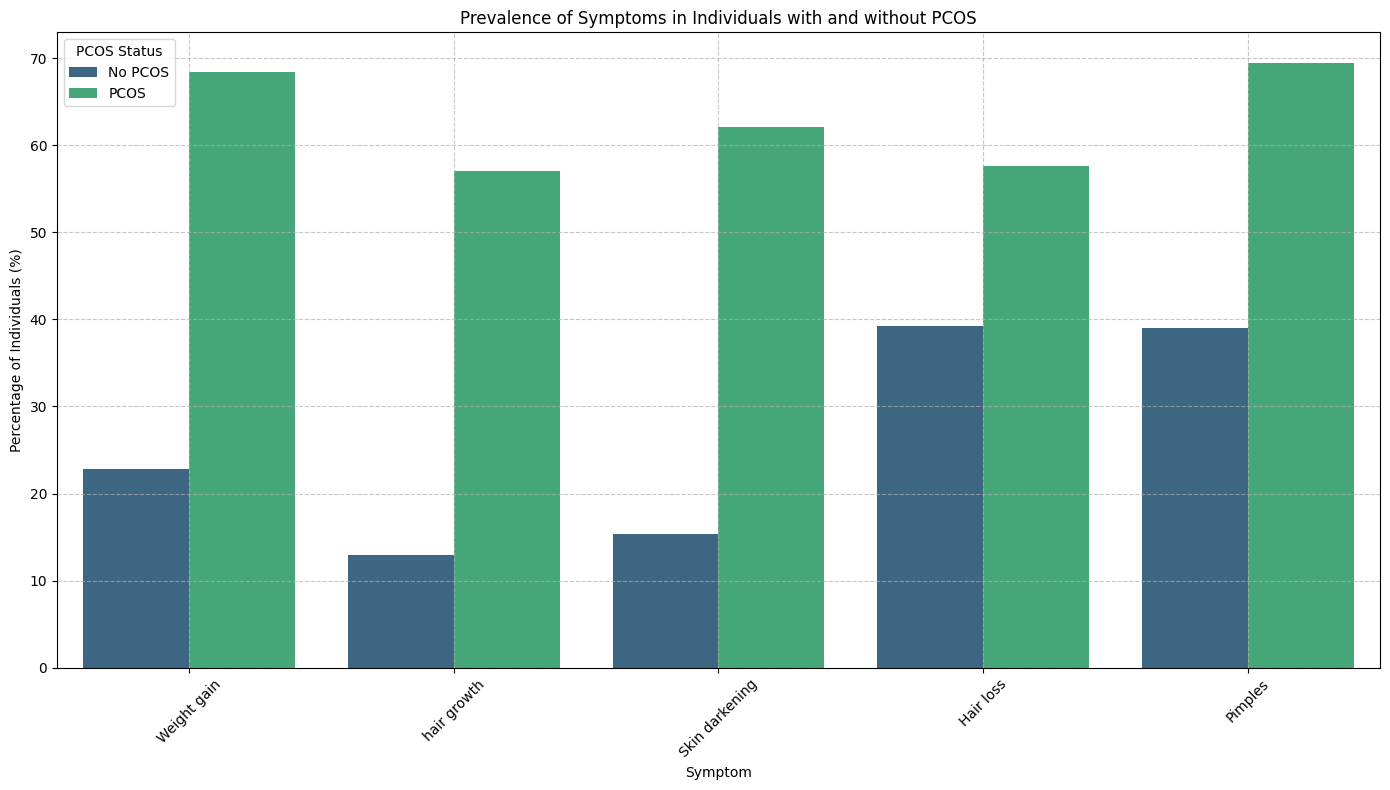 Prevalence of Symptoms in Individuals with and without PCOS
PCOS Status
No PCOS
PCOS
Percentage of Individuals (%)
70
60
50
40
30
20
10
0
Weight gain
hair growth
Skin darkening
Hair loss
Pimples
Symptom